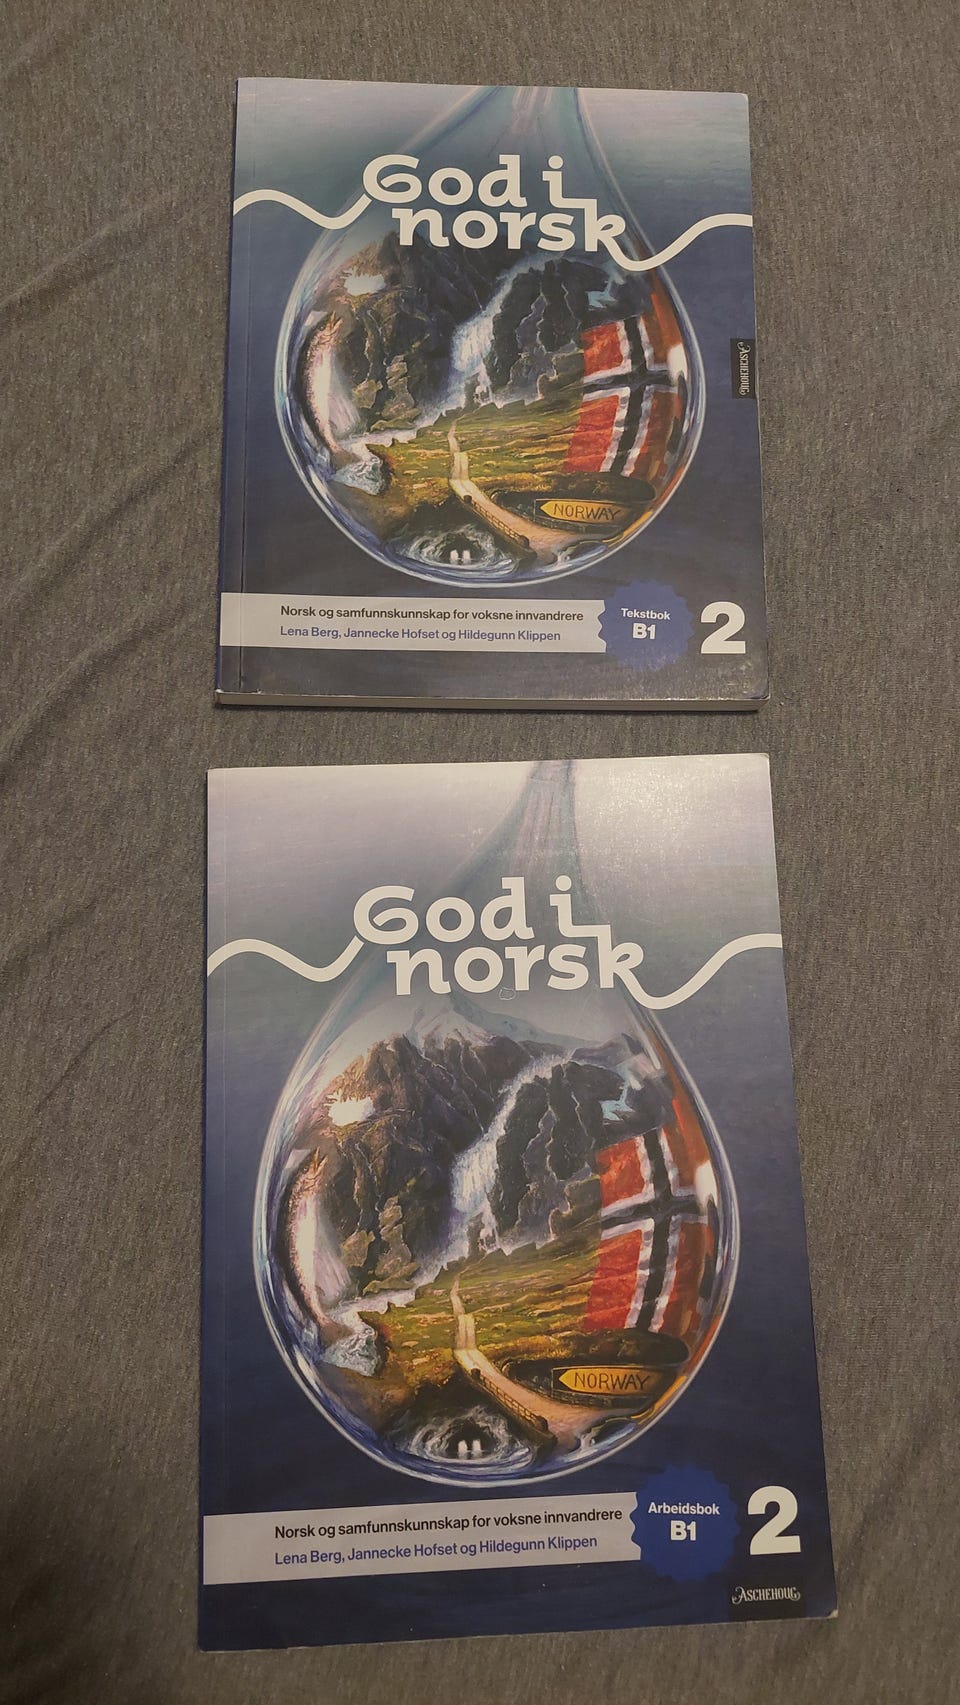 God i
norsk
ASCHEHOUG
NORWAY
Norsk og samfunnskunnskap for voksne innvandrere
Lena Berg, Jannecke Hofset og Hildegunn Klippen
Tekstbok
B1
2
God i
norsk
NORWAY
Norsk og samfunnskunnskap for voksne innvandrere
Lena Berg, Jannecke Hofset og Hildegunn Klippen
Arbeidsbok
B1
2
ASCHEHOUG